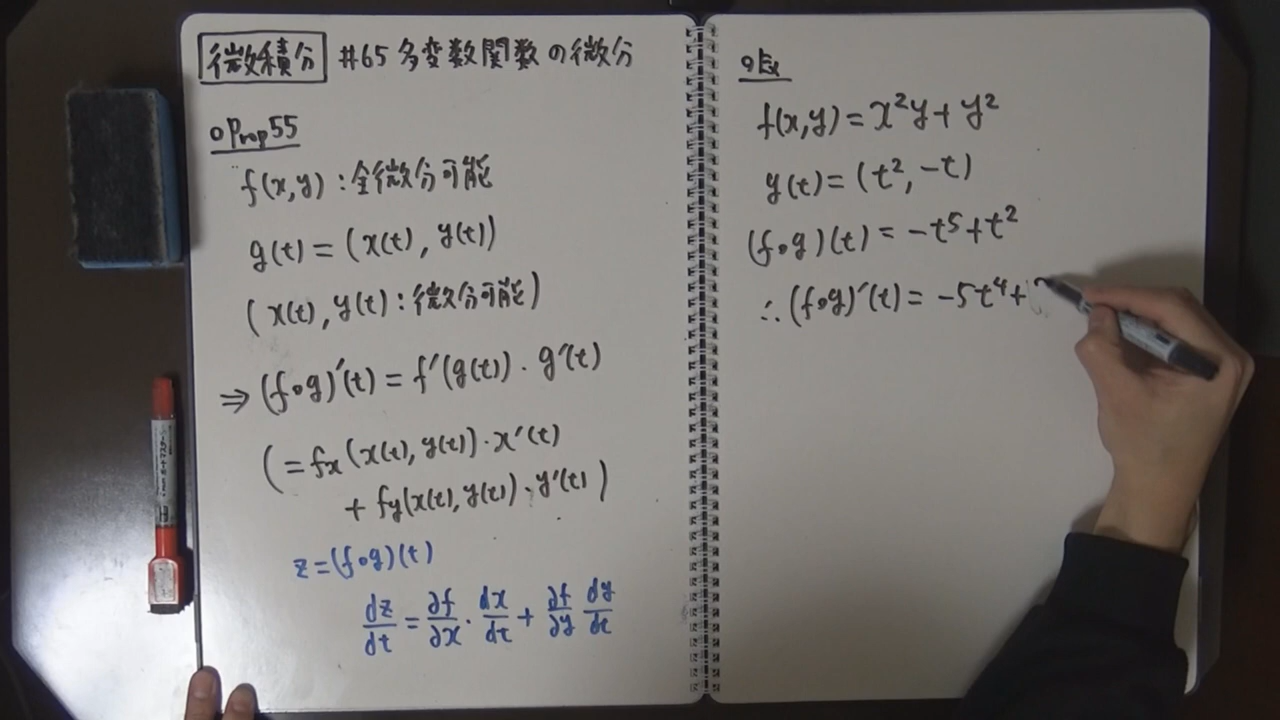 微積分 #65 多変数関数の微分
○Prop55
f(x,y):全微分可能
g(t)=(x(t),y(t))
(x(t),y(t):微分可能)
⇒(f∘g)′(t)=f′(g(t))・g′(t)
(=fx(x(t),y(t))・x′(t)
+fy(x(t),y(t))・y′(t))
z=(f∘g)(t)
dz/dt=∂f/∂x・dx/dt+∂f/∂y dy/dt
f(x,y)=x²y+y²
g(t)=(t²,-t)
(f∘g)(t)=-t⁵+t²
∴(f∘g)′(t)=-5t⁴+